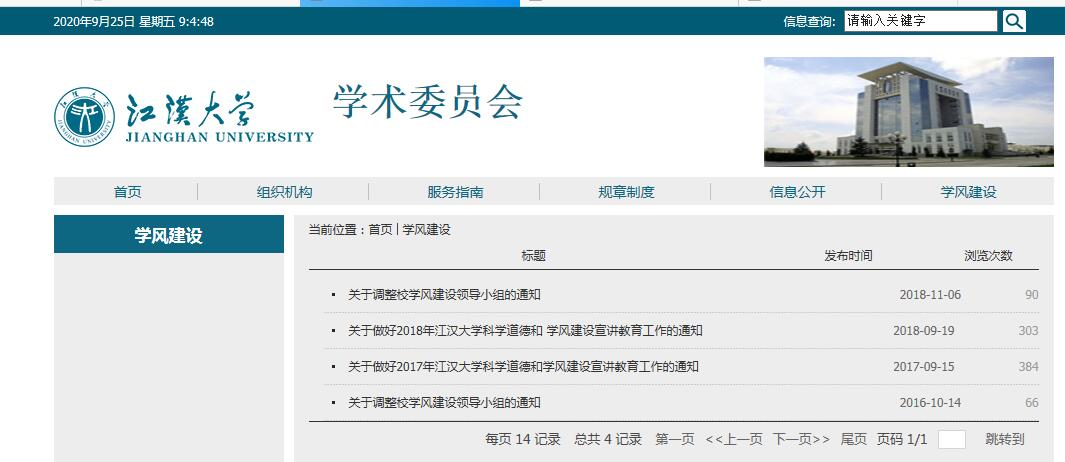 2020年9月25日 星期五 9:4:48 信息查询: 请输入关键字
江漢大学 学术委员会
JIANGHAN UNIVERSITY
首页 组织机构 服务指南 规章制度 信息公开 学风建设
学风建设
当前位置：首页 | 学风建设
标题 发布时间 浏览次数
关于调整校学风建设领导小组的通知 2018-11-06 90
关于做好2018年江汉大学科学道德和 学风建设宣讲教育工作的通知 2018-09-19 303
关于做好2017年江汉大学科学道德和学风建设宣讲教育工作的通知 2017-09-15 384
关于调整校学风建设领导小组的通知 2016-10-14 66
每页 14 记录 总共 4 记录 第一页 <<上一页 下一页>> 尾页 页码 1/1 跳转到